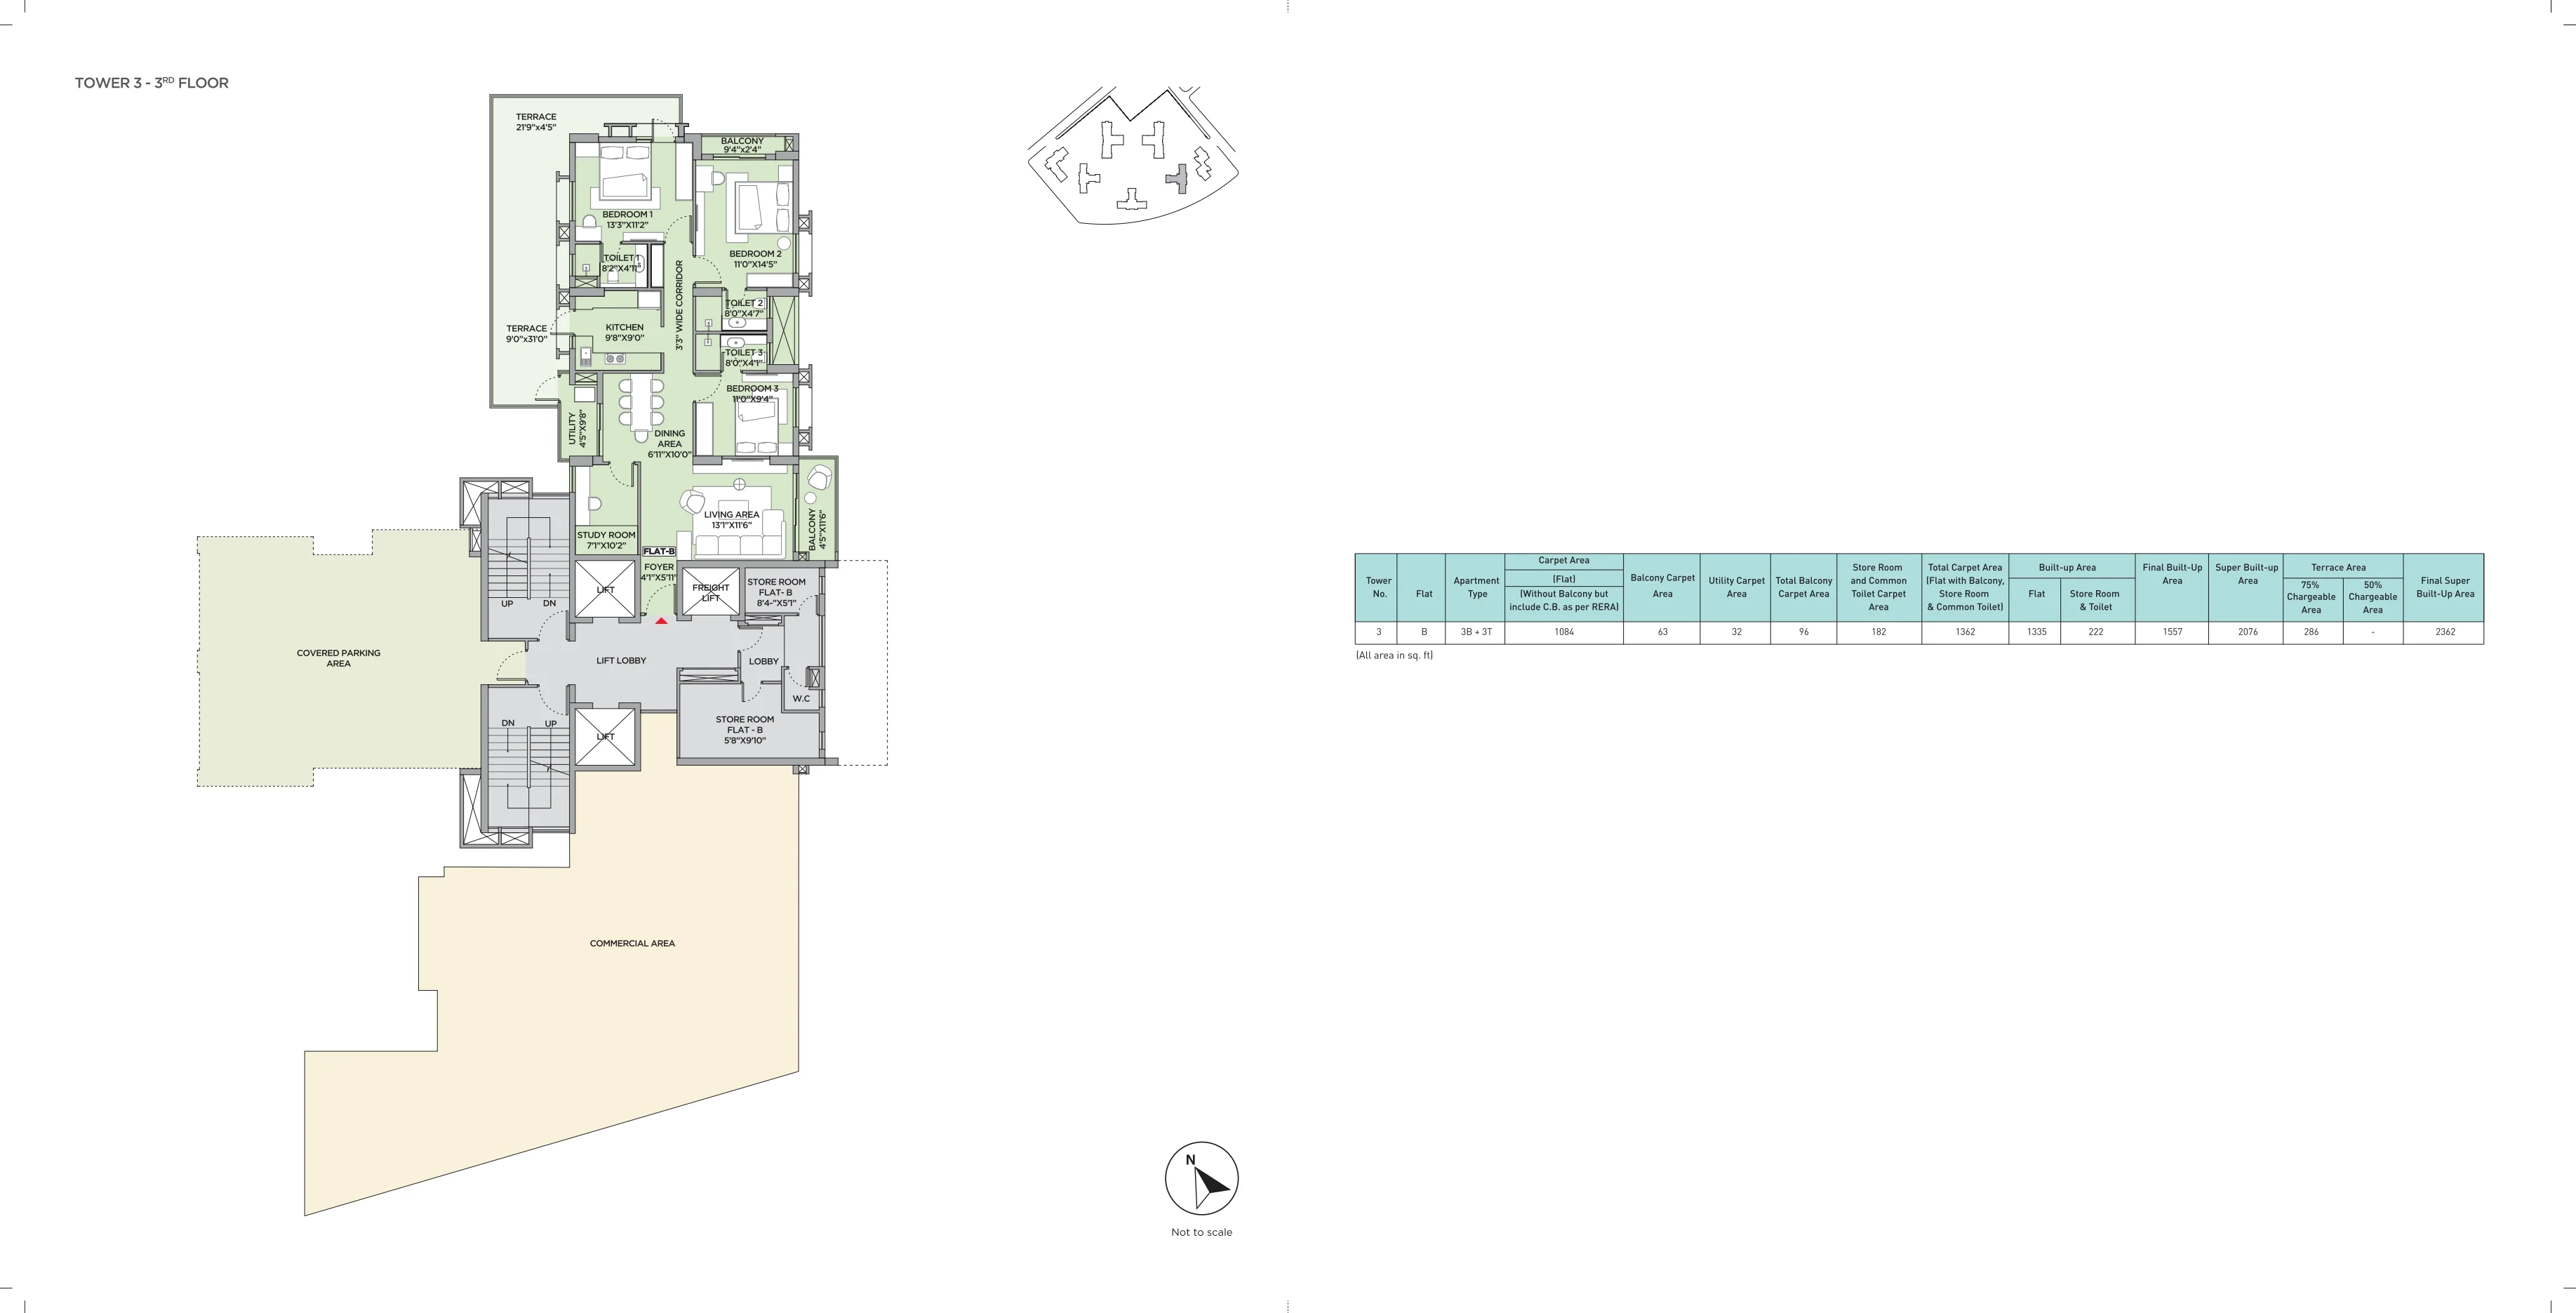 TOWER 3 - 3RD FLOOR
TERRACE
21'9"x4'5"
BALCONY
9'4"x2'4"
BEDROOM 1
13'3"X11'2"
BEDROOM 2
11'0"X14'5"
TOILET 1
8'2"X4'11"
3'3" WIDE CORRIDOR
TOILET 2
8'0"X4'7"
TERRACE
9'0"x31'0"
KITCHEN
9'8"X9'0"
TOILET 3
8'0"X4'1"
BEDROOM 3
11'0"X9'4"
UTILITY
4'5"X9'8"
DINING
AREA
6'11"X10'0"
LIVING AREA
13'1"X11'6"
BALCONY
4'5"X11'6"
STUDY ROOM
7'1"X10'2"
FLAT-B
FOYER
4'1"X5'11"
LIFT
FREIGHT
LIFT
STORE ROOM
FLAT- B
8'4-"X5'1"
UP
DN
COVERED PARKING
AREA
LIFT LOBBY
LOBBY
W.C
DN
UP
LIFT
STORE ROOM
FLAT - B
5'8"X9'10"
COMMERCIAL AREA
N
Not to scale
Tower
No.
Flat
Apartment
Type
Carpet Area
(Flat)
(Without Balcony but
include C.B. as per RERA)
Balcony Carpet
Area
Utility Carpet
Area
Total Balcony
Carpet Area
Store Room
and Common
Toilet Carpet
Area
Total Carpet Area
(Flat with Balcony,
Store Room
& Common Toilet)
Built-up Area
Flat
Store Room
& Toilet
Final Built-Up
Area
Super Built-up
Area
Terrace Area
75%
Chargeable
Area
50%
Chargeable
Area
Final Super
Built-Up Area
3 B 3B + 3T 1084 63 32 96 182 1362 1335 222 1557 2076 286 - 2362
(All area in sq. ft)